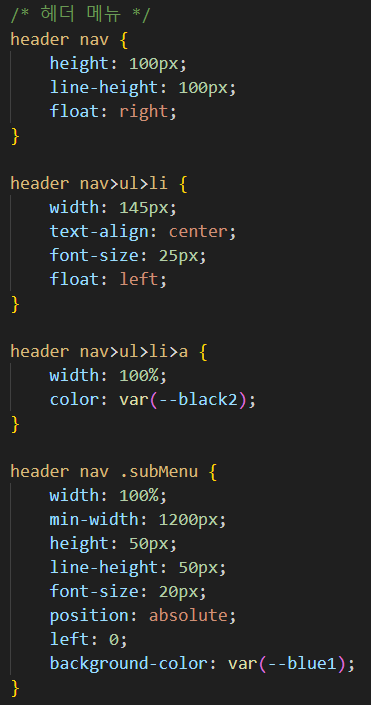 /* 헤더 메뉴 */
header nav {
    height: 100px;
    line-height: 100px;
    float: right;
}

header nav>ul>li {
    width: 145px;
    text-align: center;
    font-size: 25px;
    float: left;
}

header nav>ul>li>a {
    width: 100%;
    color: var(--black2);
}

header nav .subMenu {
    width: 100%;
    min-width: 1200px;
    height: 50px;
    line-height: 50px;
    font-size: 20px;
    position: absolute;
    left: 0;
    background-color: var(--blue1);
}